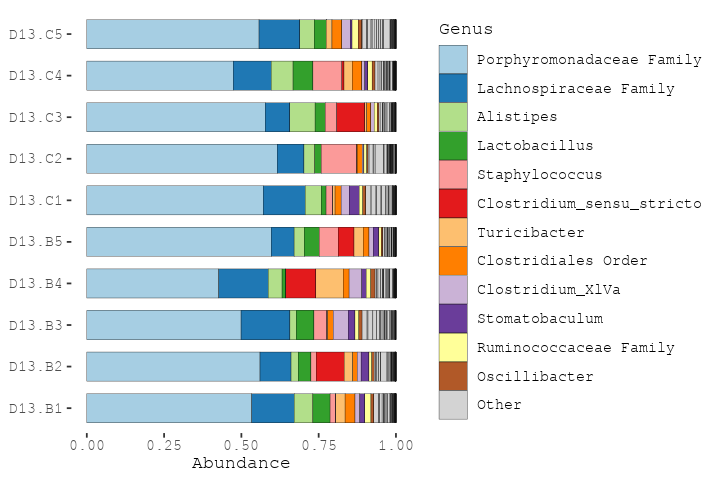 D13.C5
D13.C4
D13.C3
D13.C2
D13.C1
D13.B5
D13.B4
D13.B3
D13.B2
D13.B1
0.00 0.25 0.50 0.75 1.00
Abundance
Genus
Porphyromonadaceae Family
Lachnospiraceae Family
Alistipes
Lactobacillus
Staphylococcus
Clostridium_sensu_stricto
Turicibacter
Clostridiales Order
Clostridium_XlVa
Stomatobaculum
Ruminococcaceae Family
Oscillibacter
Other